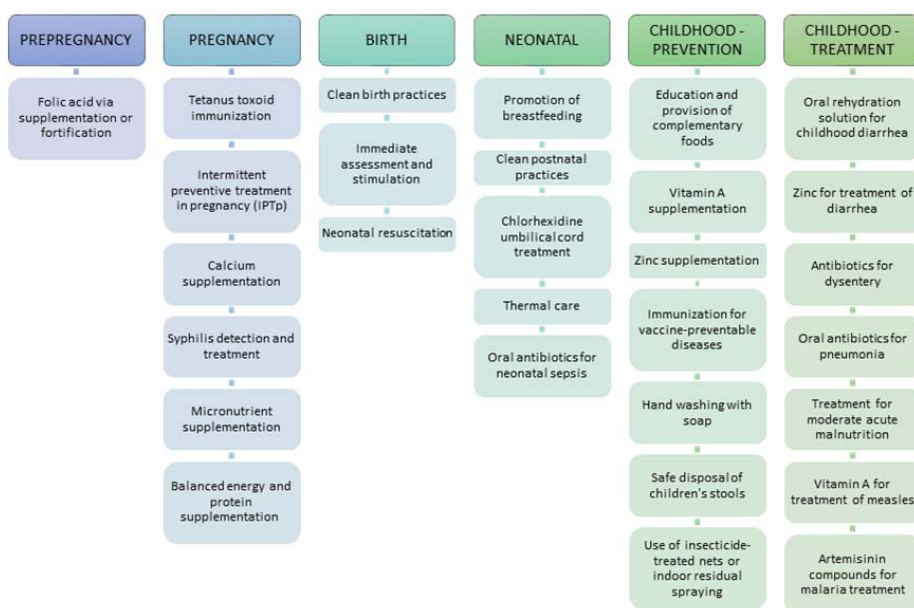 PREPREGNANCY
Folic acid via
supplementation or
fortification
PREGNANCY
Tetanus toxoid
immunization
Intermittent
preventive treatment
in pregnancy (IPTp)
Calcium
supplementation
Syphilis detection and
treatment
Micronutrient
supplementation
Balanced energy and
protein
supplementation
BIRTH
Clean birth practices
Immediate
assessment and
stimulation
Neonatal resuscitation
NEONATAL
Promotion of
breastfeeding
Clean postnatal
practices
Chlorhexidine
umbilical cord
treatment
Thermal care
Oral antibiotics for
neonatal sepsis
CHILDHOOD -
PREVENTION
Education and
provision of
complementary
foods
Vitamin A
supplementation
Zinc supplementation
Immunization for
vaccine-preventable
diseases
Hand washing with
soap
Safe disposal of
children's stools
Use of insecticide-
treated nets or
indoor residual
spraying
CHILDHOOD -
TREATMENT
Oral rehydration
solution for
childhood diarrhea
Zinc for treatment of
diarrhea
Antibiotics for
dysentery
Oral antibiotics for
pneumonia
Treatment for
moderate acute
malnutrition
Vitamin A for
treatment of measles
Artemisinin
compounds for
malaria treatment